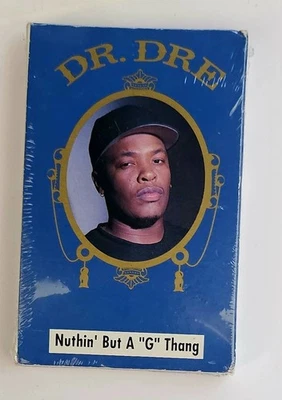 DR. DRE
Nuthin' But A "G" Thang